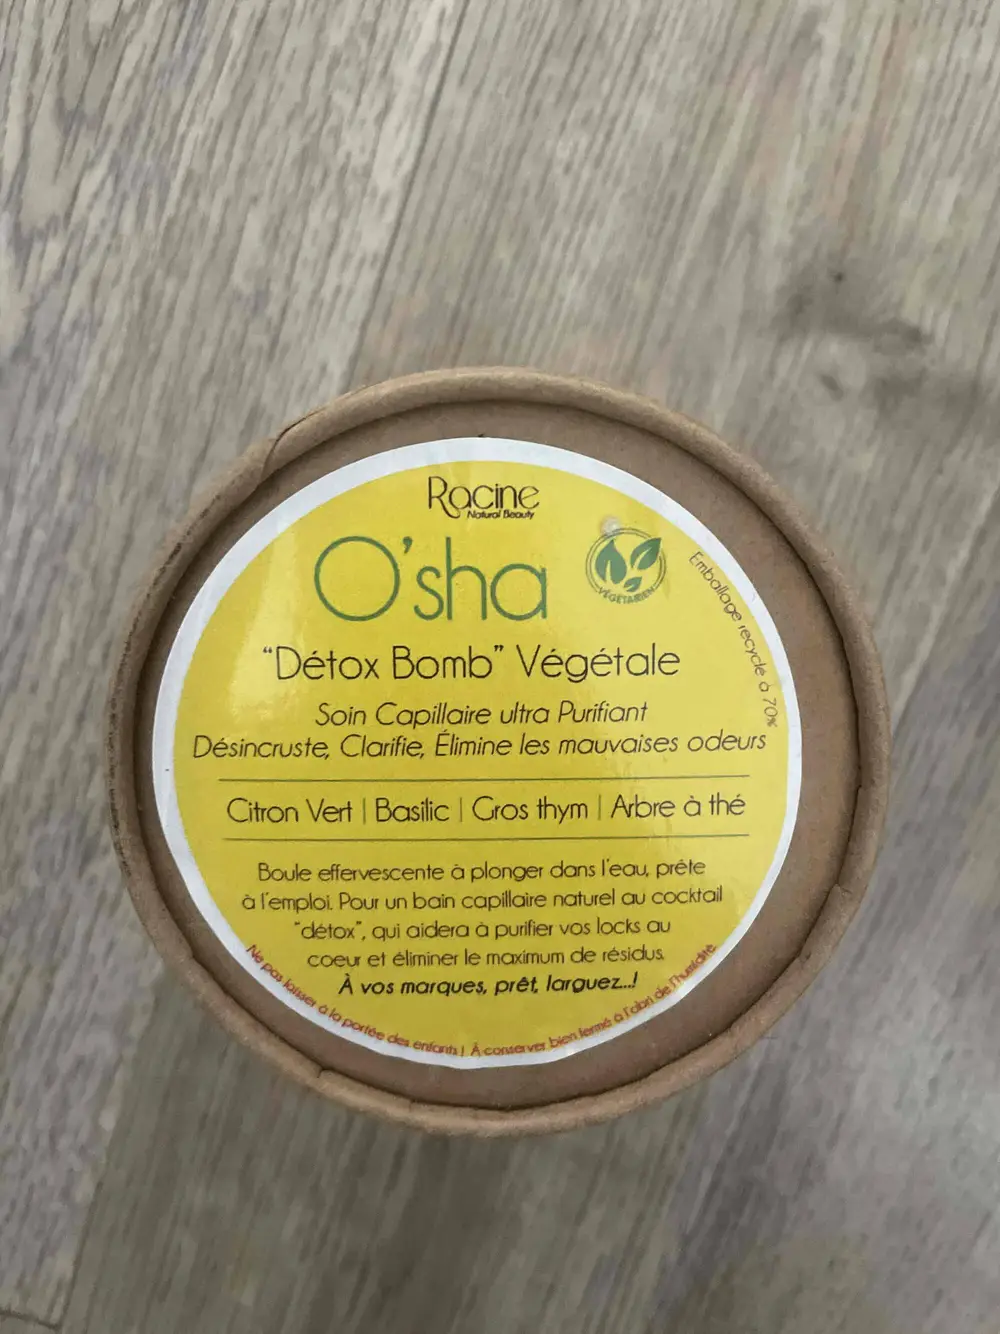 Racine
Natural Beauty
O'sha
VÉGÉTARIEN
Emballage recyclé à 70%
"Détox Bomb" Végétale
Soin Capillaire ultra Purifiant
Désincruste, Clarifie, Élimine les mauvaises odeurs
Citron Vert | Basilic | Gros thym | Arbre à thé
Boule effervescente à plonger dans l'eau, prête
à l'emploi. Pour un bain capillaire naturel au cocktail
"détox", qui aidera à purifier vos locks au
coeur et éliminer le maximum de résidus.
À vos marques, prêt, larguez...!
Ne pas laisser à la portée des enfants | À conserver bien fermé à l'abri de l'humidité